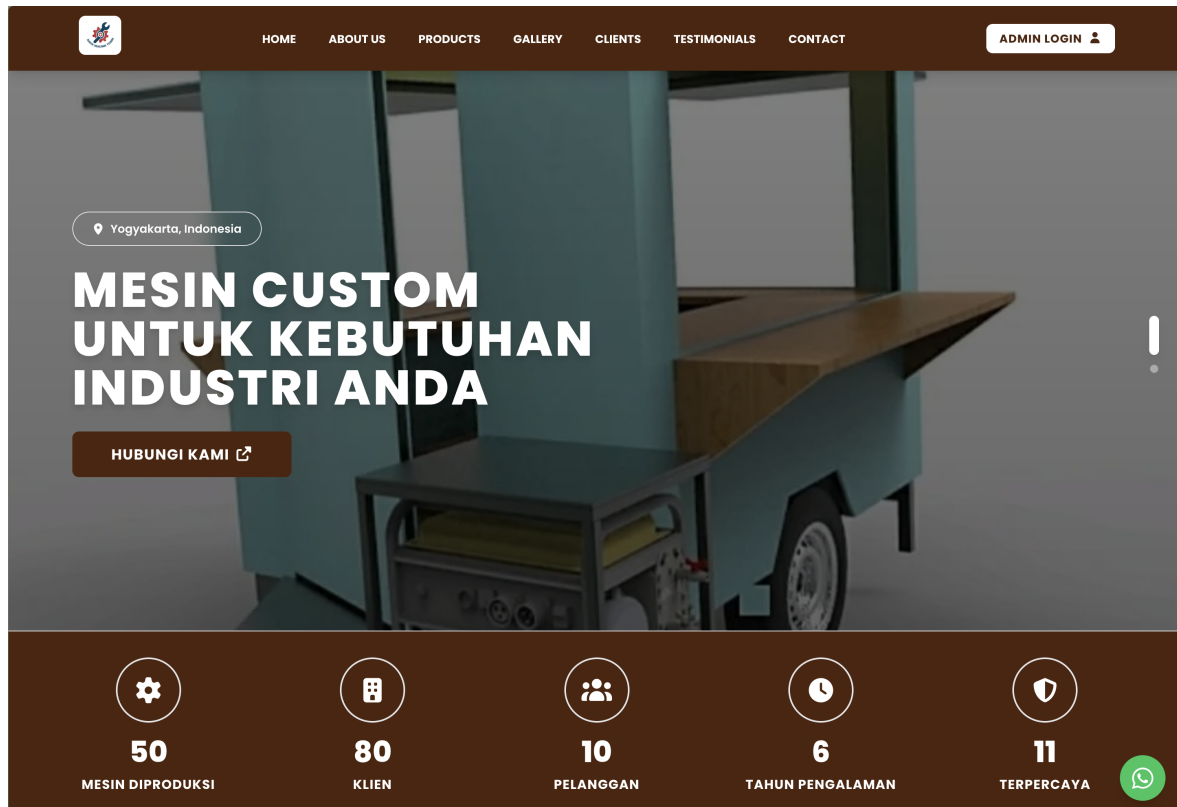 HOME
ABOUT US
PRODUCTS
GALLERY
CLIENTS
TESTIMONIALS
CONTACT
ADMIN LOGIN
Yogyakarta, Indonesia
MESIN CUSTOM
UNTUK KEBUTUHAN
INDUSTRI ANDA
HUBUNGI KAMI
50
MESIN DIPRODUKSI
80
KLIEN
10
PELANGGAN
6
TAHUN PENGALAMAN
11
TERPERCAYA